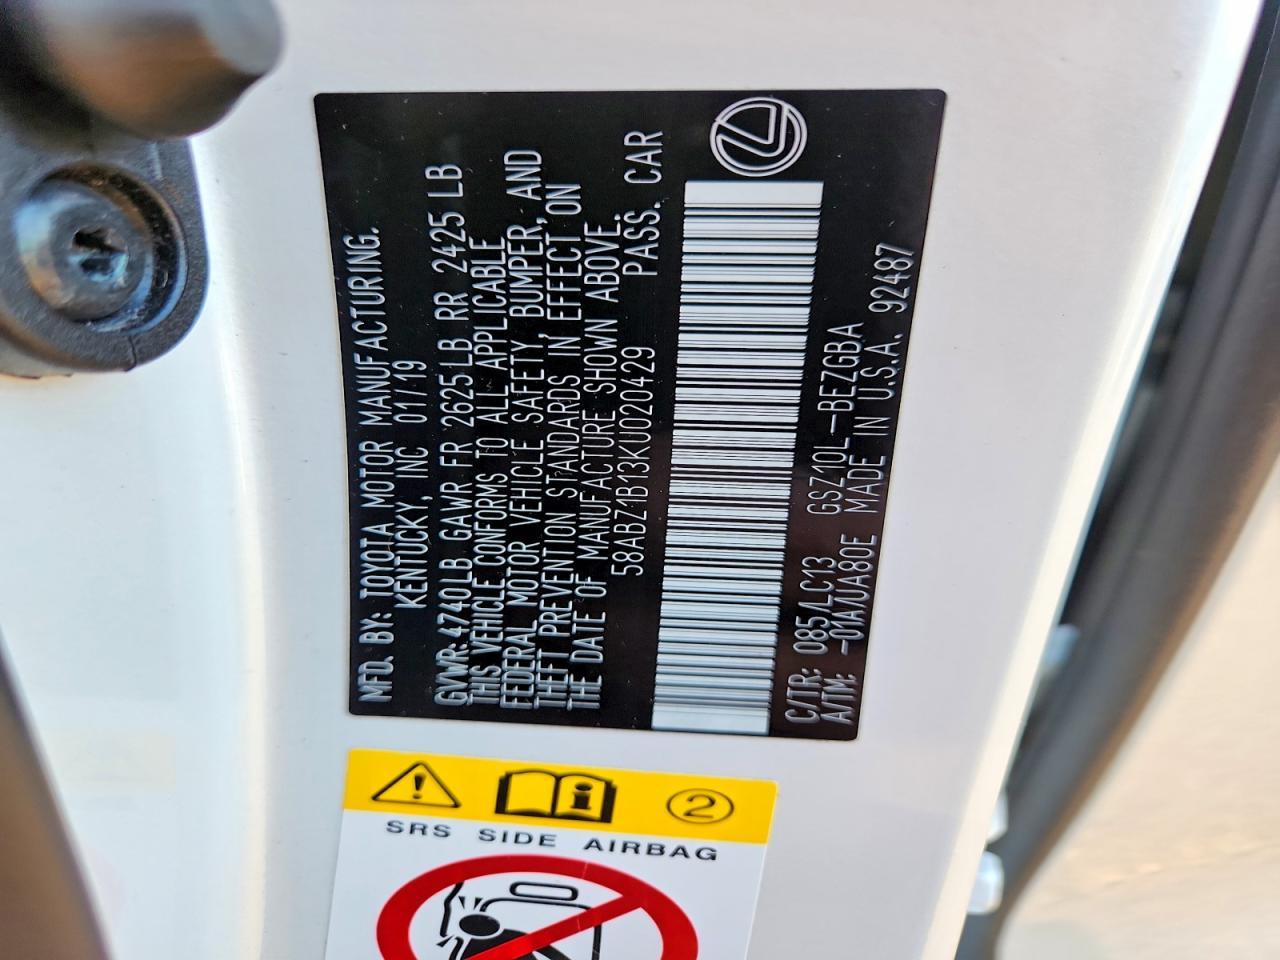 MFD. BY: TOYOTA MOTOR MANUFACTURING.
KENTUCKY, INC 01/19
GVWR: 4740LB GAWR FR 2625LB RR 2425 LB
THIS VEHICLE CONFORMS TO ALL APPLICABLE
FEDERAL MOTOR VEHICLE SAFETY, BUMPER, AND
THEFT PREVENTION STANDARDS IN EFFECT ON
THE DATE OF MANUFACTURE SHOWN ABOVE.
58ABZ1B13KU020429 PASS. CAR
C/TR: 085/LC13 GSZ10L-BEZGBA
A/TM: -01A/UA80E MADE IN U.S.A. 92487
2
SRS SIDE AIRBAG